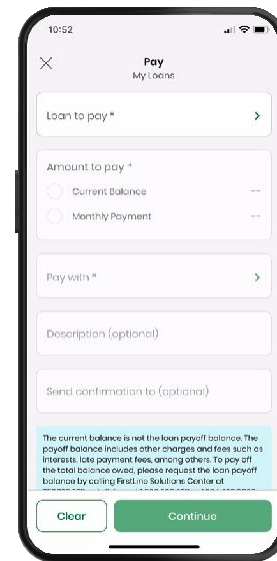 10:52
Pay
My Loans
Loan to pay *
Amount to pay *
Current Balance --
Monthly Payment --
Pay with *
Description (optional)
Send confirmation to (optional)
The current balance is not the loan payoff balance. The
payoff balance includes other charges and fees such as
interests, late payment fees, among others. To pay off
the total balance owed, please request the loan payoff
balance by calling FirstLine Solutions Center at
Clear
Continue